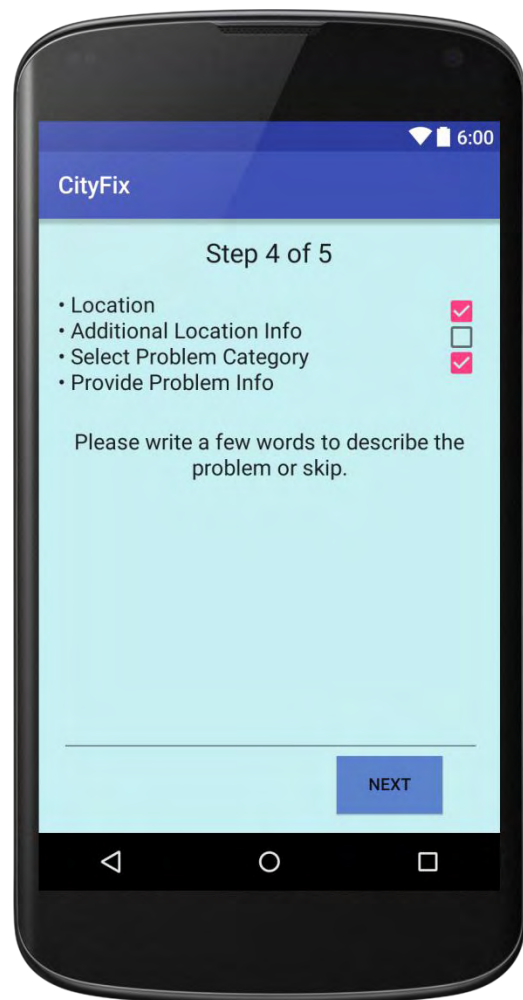 6:00
CityFix
Step 4 of 5
• Location
• Additional Location Info
• Select Problem Category
• Provide Problem Info
Please write a few words to describe the
problem or skip.
NEXT